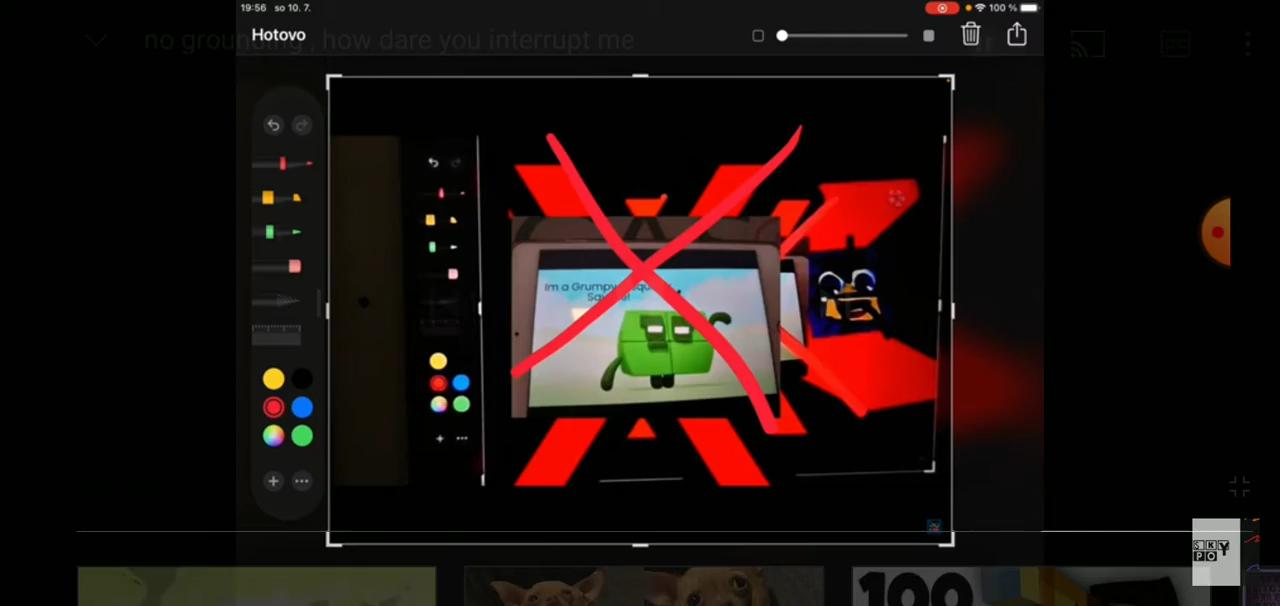 19:56 so 10. 7.
100 %
Hotovo
no grounding, how dare you interrupt me
Im a Grumpy
100
SKY
PO